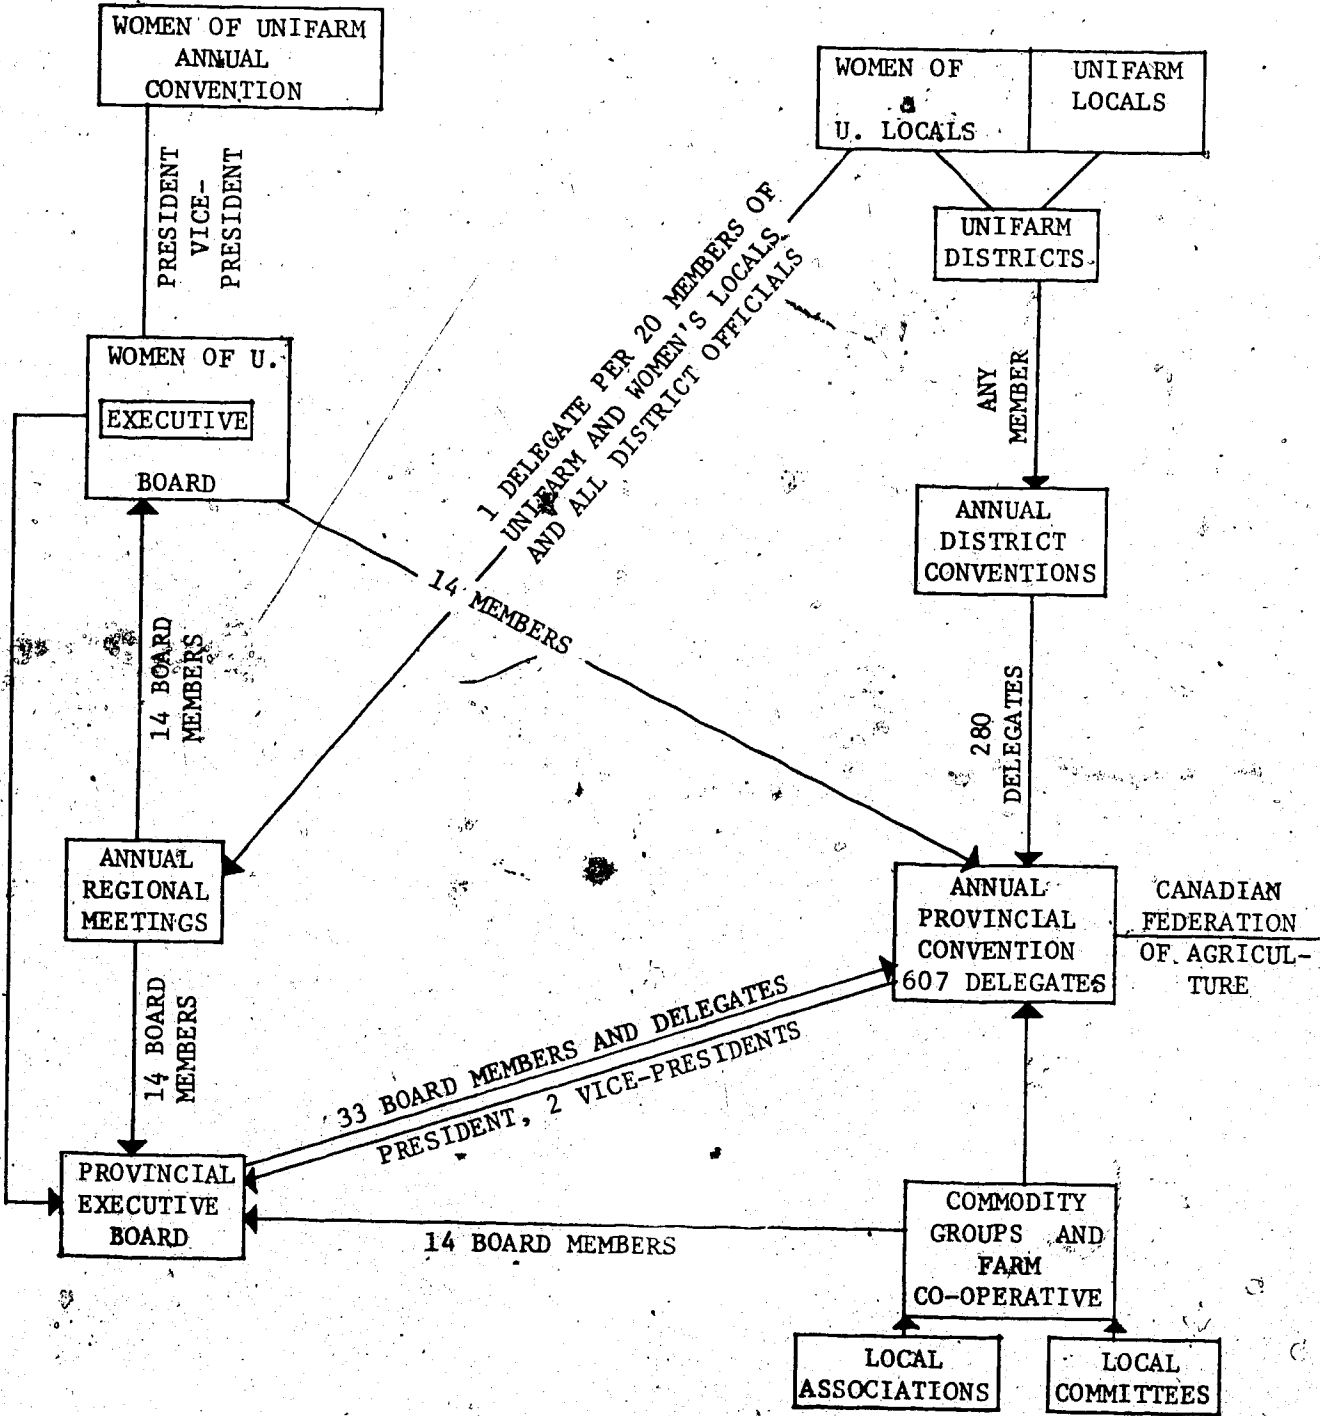 WOMEN OF UNIFARM
ANNUAL
CONVENTION
WOMEN OF
&
U. LOCALS
UNIFARM
LOCALS
PRESIDENT
VICE-
PRESIDENT
UNIFARM
DISTRICTS
1 DELEGATE PER 20 MEMBERS OF
UNIFARM AND WOMEN'S LOCALS
AND ALL DISTRICT OFFICIALS
WOMEN OF U.
EXECUTIVE
BOARD
ANY
MEMBER
ANNUAL
DISTRICT
CONVENTIONS
14 MEMBERS
14 BOARD
MEMBERS
280
DELEGATES
ANNUAL
REGIONAL
MEETINGS
ANNUAL
PROVINCIAL
CONVENTION
607 DELEGATES
CANADIAN
FEDERATION
OF AGRICUL-
TURE
14 BOARD
MEMBERS
33 BOARD MEMBERS AND DELEGATES
PRESIDENT, 2 VICE-PRESIDENTS
PROVINCIAL
EXECUTIVE
BOARD
14 BOARD MEMBERS
COMMODITY
GROUPS AND
FARM
CO-OPERATIVE
LOCAL
ASSOCIATIONS
LOCAL
COMMITTEES